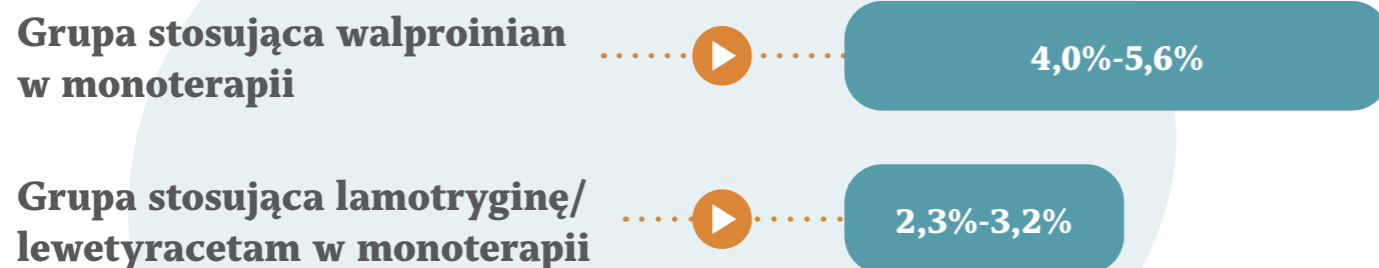 Grupa stosująca walproinian
w monoterapii
4,0%-5,6%
Grupa stosująca lamotryginę/
lewetyracetam w monoterapii
2,3%-3,2%